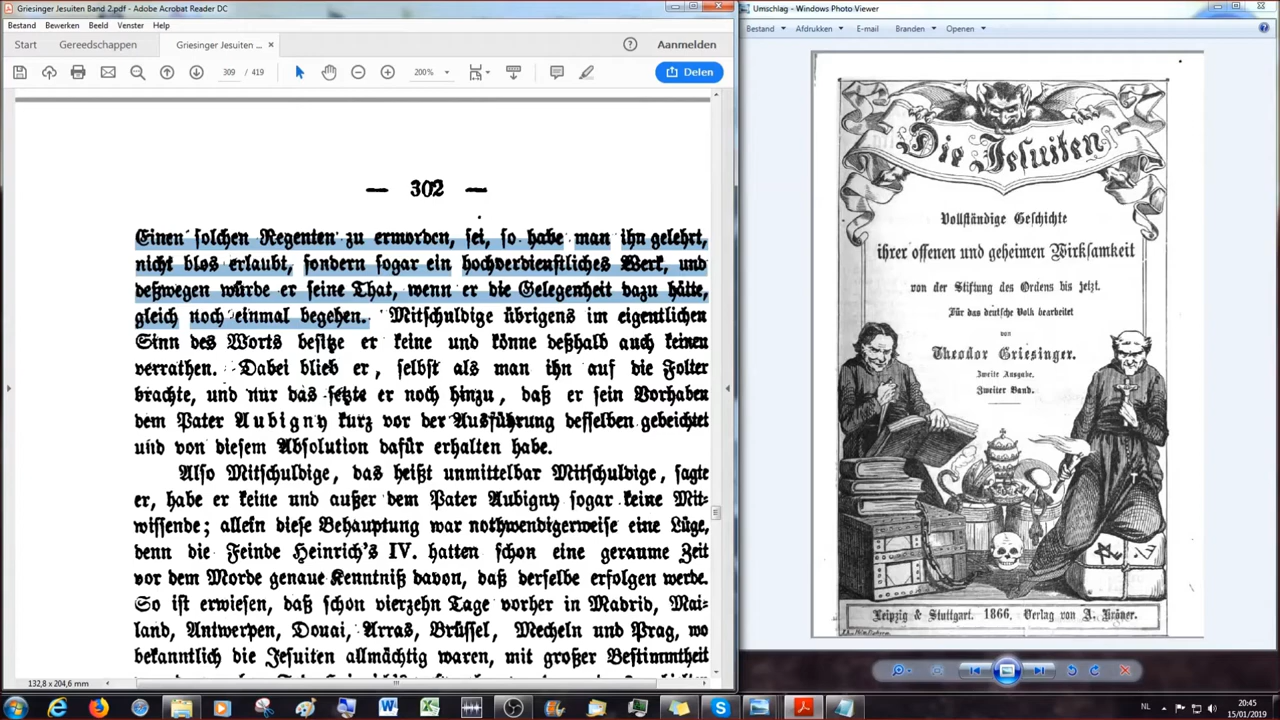 Griesinger Jesuiten Band 2.pdf - Adobe Acrobat Reader DC
Bestand Bewerken Beeld Venster Help
Start Gereedschappen Griesinger Jesuiten ... × Aanmelden
309 / 419 200% Delen
— 302 —
Einen solchen Regenten zu ermorden, sei, so habe man ihn gelehrt,
nicht blos erlaubt, sondern sogar ein hochverdienstliches Werk, und
deßwegen würde er seine That, wenn er die Gelegenheit dazu hätte,
gleich noch einmal begehen. Mitschuldige übrigens im eigentlichen
Sinn des Worts besitze er keine und könne deßhalb auch keinen
verrathen. Dabei blieb er, selbst als man ihn auf die Folter
brachte, und nur das setzte er noch hinzu, daß er sein Vorhaben
dem Pater Aubigny kurz vor der Ausführung desselben gebeichtet
und von diesem Absolution dafür erhalten habe.
Also Mitschuldige, das heißt unmittelbar Mitschuldige, sagte
er, habe er keine und außer dem Pater Aubigny sogar keine Mit-
wissende; allein diese Behauptung war nothwendigerweise eine Lüge,
denn die Feinde Heinrich's IV. hatten schon eine geraume Zeit
vor dem Morde genaue Kenntniß davon, daß derselbe erfolgen werde.
So ist erwiesen, daß schon vierzehn Tage vorher in Madrid, Mai-
land, Antwerpen, Douai, Arras, Brüssel, Mecheln und Prag, wo
bekanntlich die Jesuiten allmächtig waren, mit großer Bestimmtheit
132,8 x 204,6 mm
Umschlag - Windows Photo Viewer
Bestand Afdrukken E-mail Branden Openen
Die Jesuiten
Vollständige Geschichte
ihrer offenen und geheimen Wirksamkeit
von der Stiftung des Ordens bis jetzt.
Für das deutsche Volk bearbeitet
von
Theodor Griesinger.
Zweite Ausgabe.
Zweiter Band.
Leipzig & Stuttgart. 1866. Verlag von A. Kröner.
NL
20:45
15/01/2019